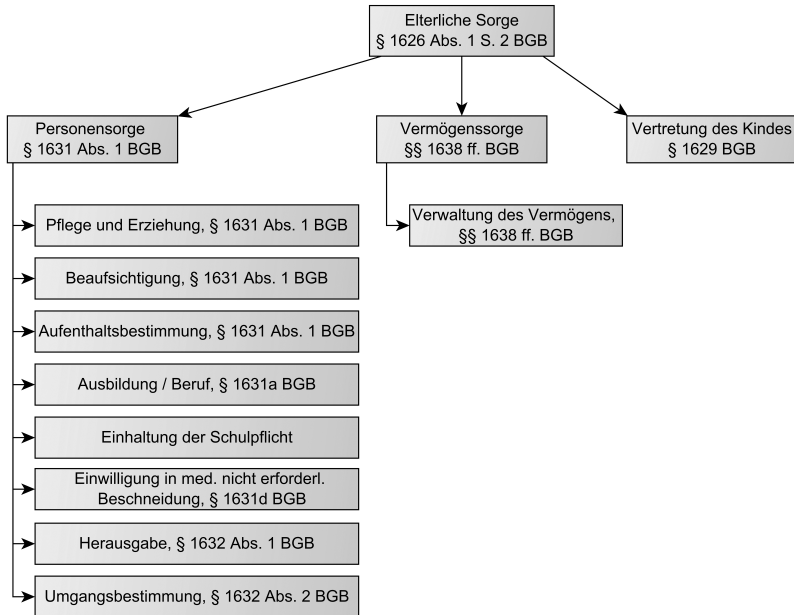 Elterliche Sorge
§ 1626 Abs. 1 S. 2 BGB
Personensorge
§ 1631 Abs. 1 BGB
Vermögenssorge
§§ 1638 ff. BGB
Vertretung des Kindes
§ 1629 BGB
Pflege und Erziehung, § 1631 Abs. 1 BGB
Verwaltung des Vermögens,
§§ 1638 ff. BGB
Beaufsichtigung, § 1631 Abs. 1 BGB
Aufenthaltsbestimmung, § 1631 Abs. 1 BGB
Ausbildung / Beruf, § 1631a BGB
Einhaltung der Schulpflicht
Einwilligung in med. nicht erforderl.
Beschneidung, § 1631d BGB
Herausgabe, § 1632 Abs. 1 BGB
Umgangsbestimmung, § 1632 Abs. 2 BGB